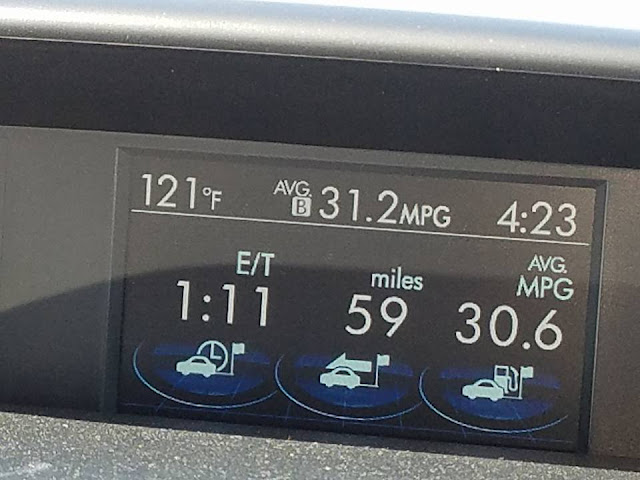 121°F AVG. B 31.2MPG 4:23
E/T miles AVG. MPG
1:11 59 30.6